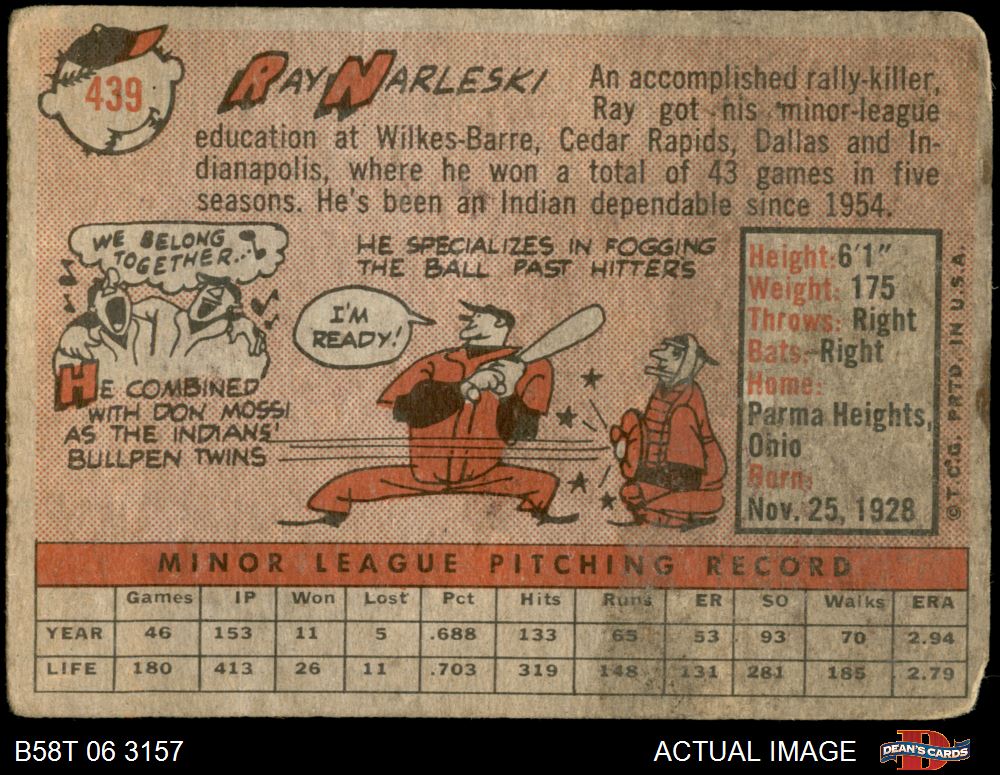 439
RAY NARLESKI
An accomplished rally-killer,
Ray got his minor-league
education at Wilkes-Barre, Cedar Rapids, Dallas and In-
dianapolis, where he won a total of 43 games in five
seasons. He's been an Indian dependable since 1954.
WE BELONG
TOGETHER...
HE COMBINED
WITH DON MOSSI
AS THE INDIANS'
BULLPEN TWINS
HE SPECIALIZES IN FOGGING
THE BALL PAST HITTERS
I'M
READY!
Height: 6'1"
Weight: 175
Throws: Right
Bats: Right
Home:
Parma Heights,
Ohio
Born:
Nov. 25, 1928
© T.C.G. PRTD. IN U.S.A.
MINOR LEAGUE PITCHING RECORD
Games IP Won Lost Pct Hits Runs ER SO Walks ERA
YEAR 46 153 11 5 .688 133 65 53 93 70 2.94
LIFE 180 413 26 11 .703 319 148 131 281 185 2.79
B58T 06 3157
ACTUAL IMAGE
DEAN'S CARDS